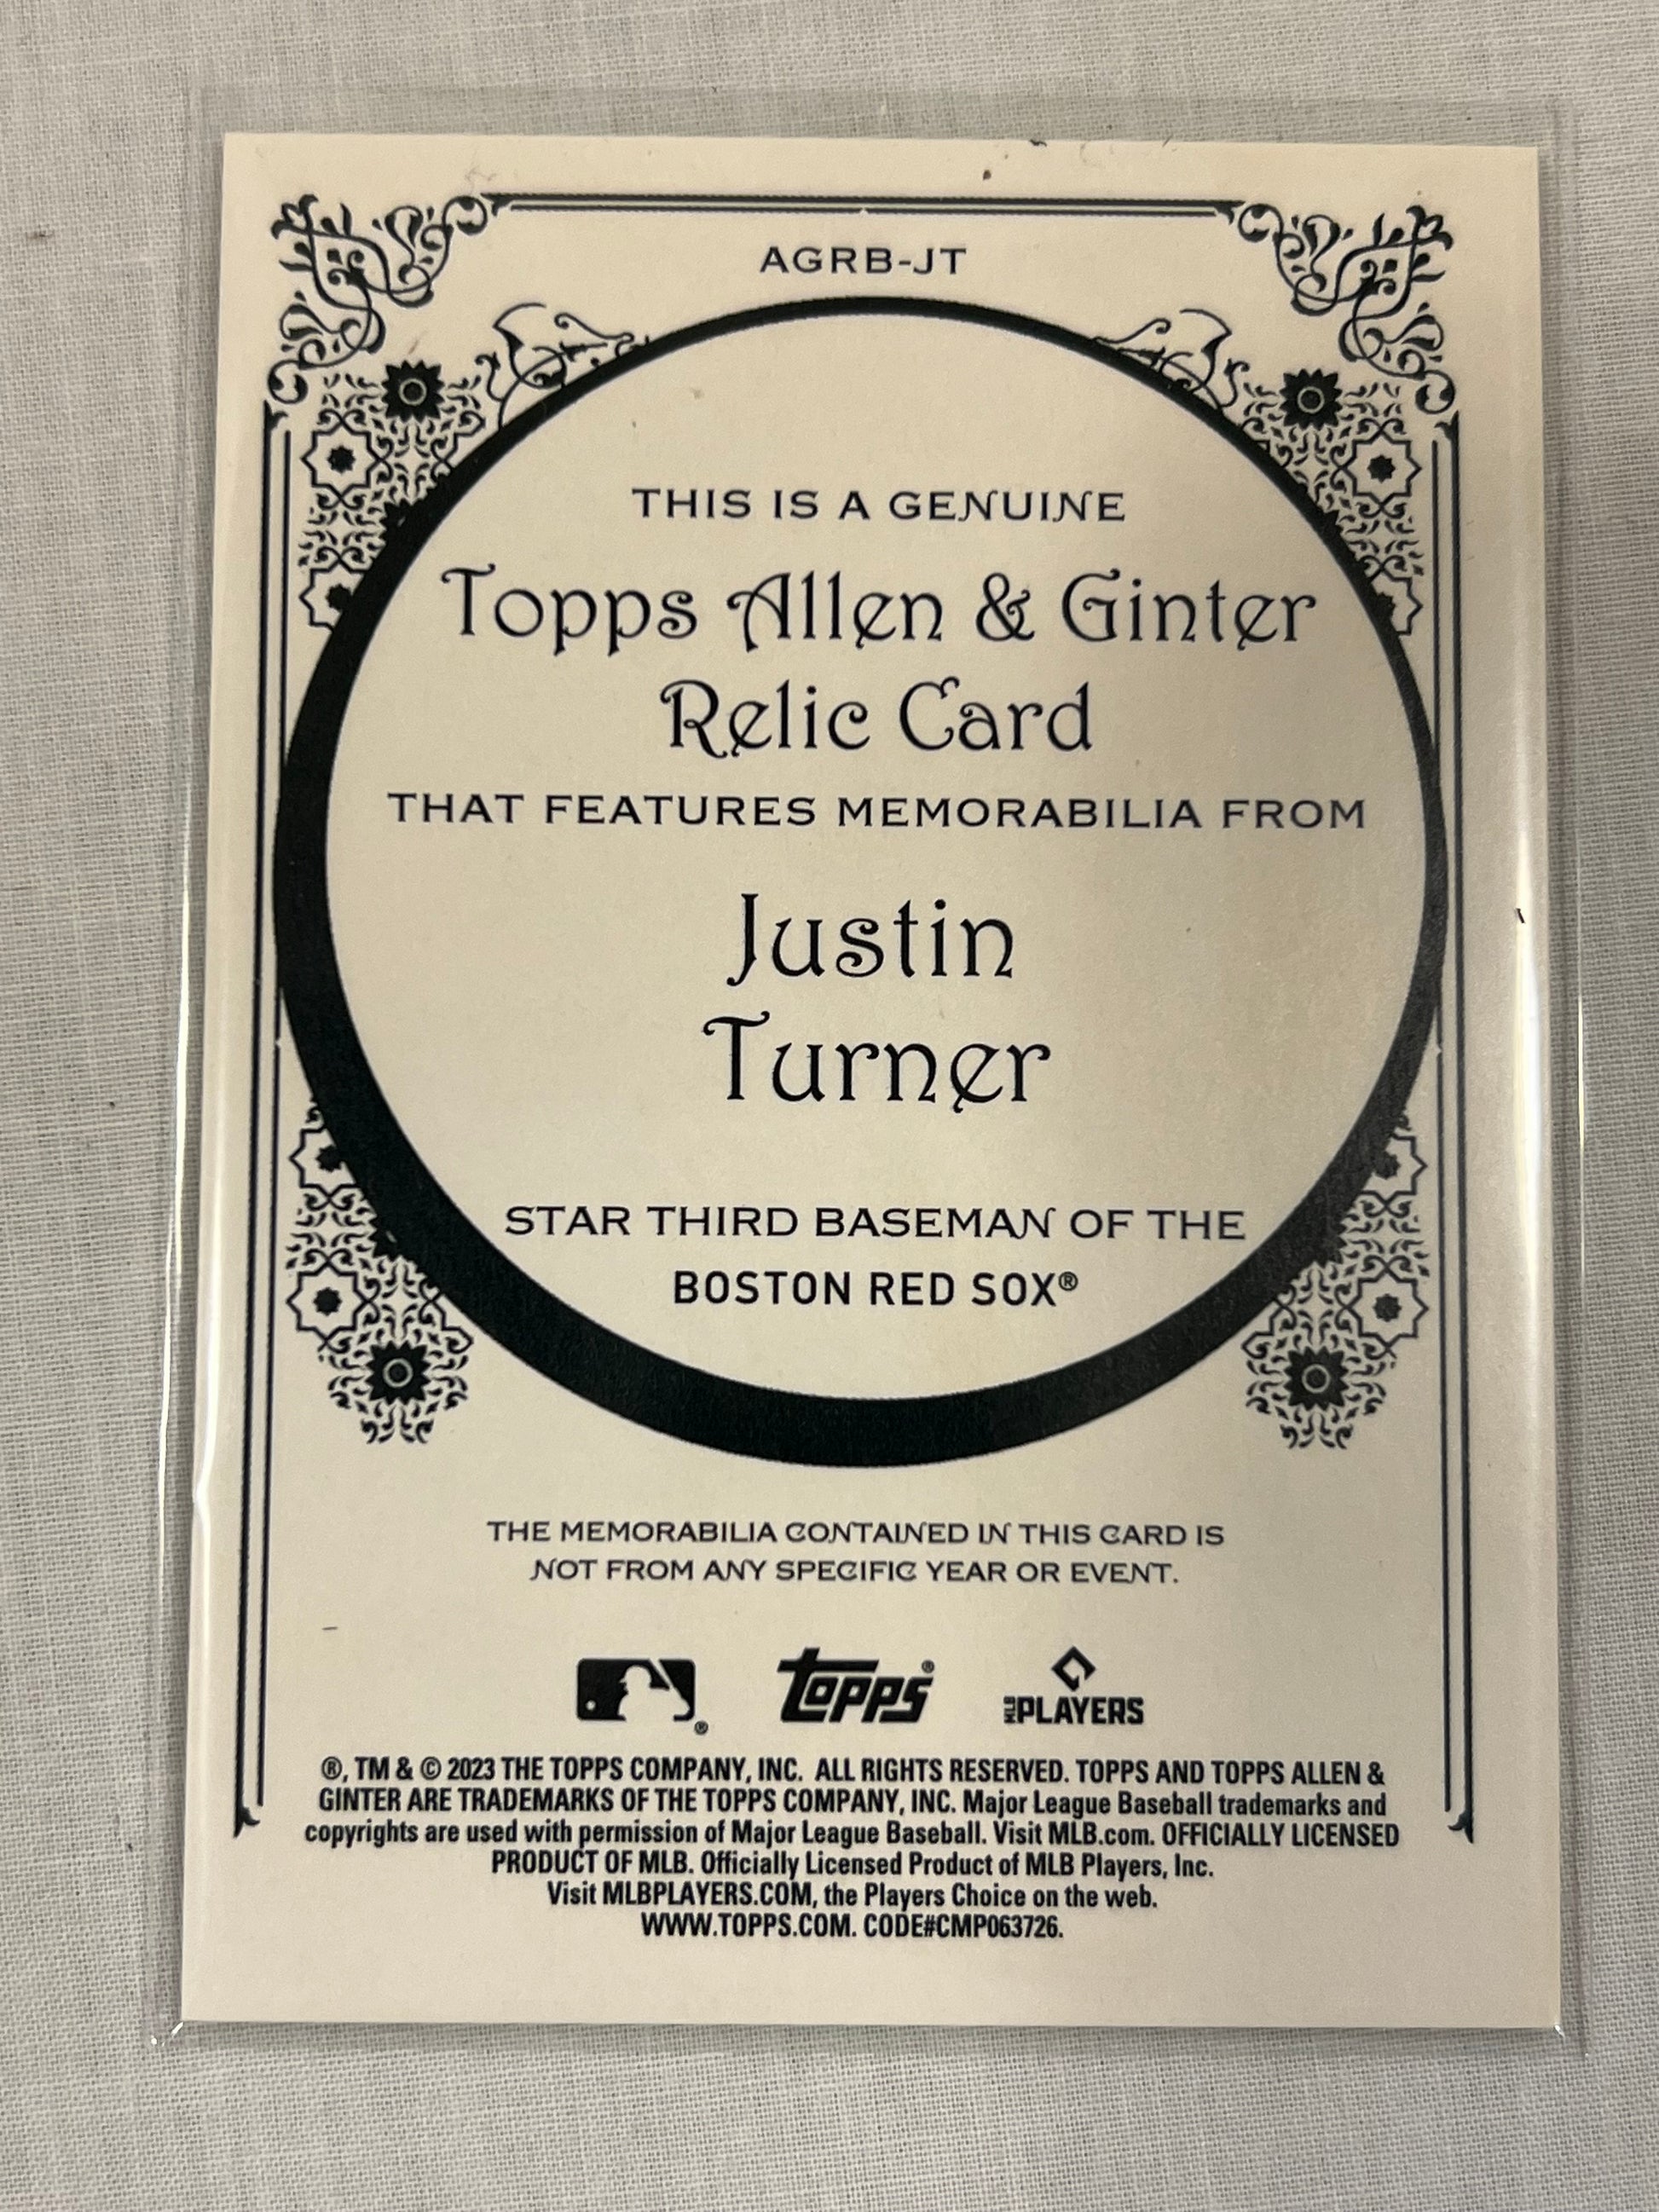 AGRB-JT
THIS IS A GENUINE
Topps Allen & Ginter
Relic Card
THAT FEATURES MEMORABILIA FROM
Justin
Turner
STAR THIRD BASEMAN OF THE
BOSTON RED SOX®
THE MEMORABILIA CONTAINED IN THIS CARD IS
NOT FROM ANY SPECIFIC YEAR OR EVENT.
® topps® MLB PLAYERS
®, TM & © 2023 THE TOPPS COMPANY, INC. ALL RIGHTS RESERVED. TOPPS AND TOPPS ALLEN &
GINTER ARE TRADEMARKS OF THE TOPPS COMPANY, INC. Major League Baseball trademarks and
copyrights are used with permission of Major League Baseball. Visit MLB.com. OFFICIALLY LICENSED
PRODUCT OF MLB. Officially Licensed Product of MLB Players, Inc.
Visit MLBPLAYERS.COM, the Players Choice on the web.
WWW.TOPPS.COM. CODE#CMP063726.